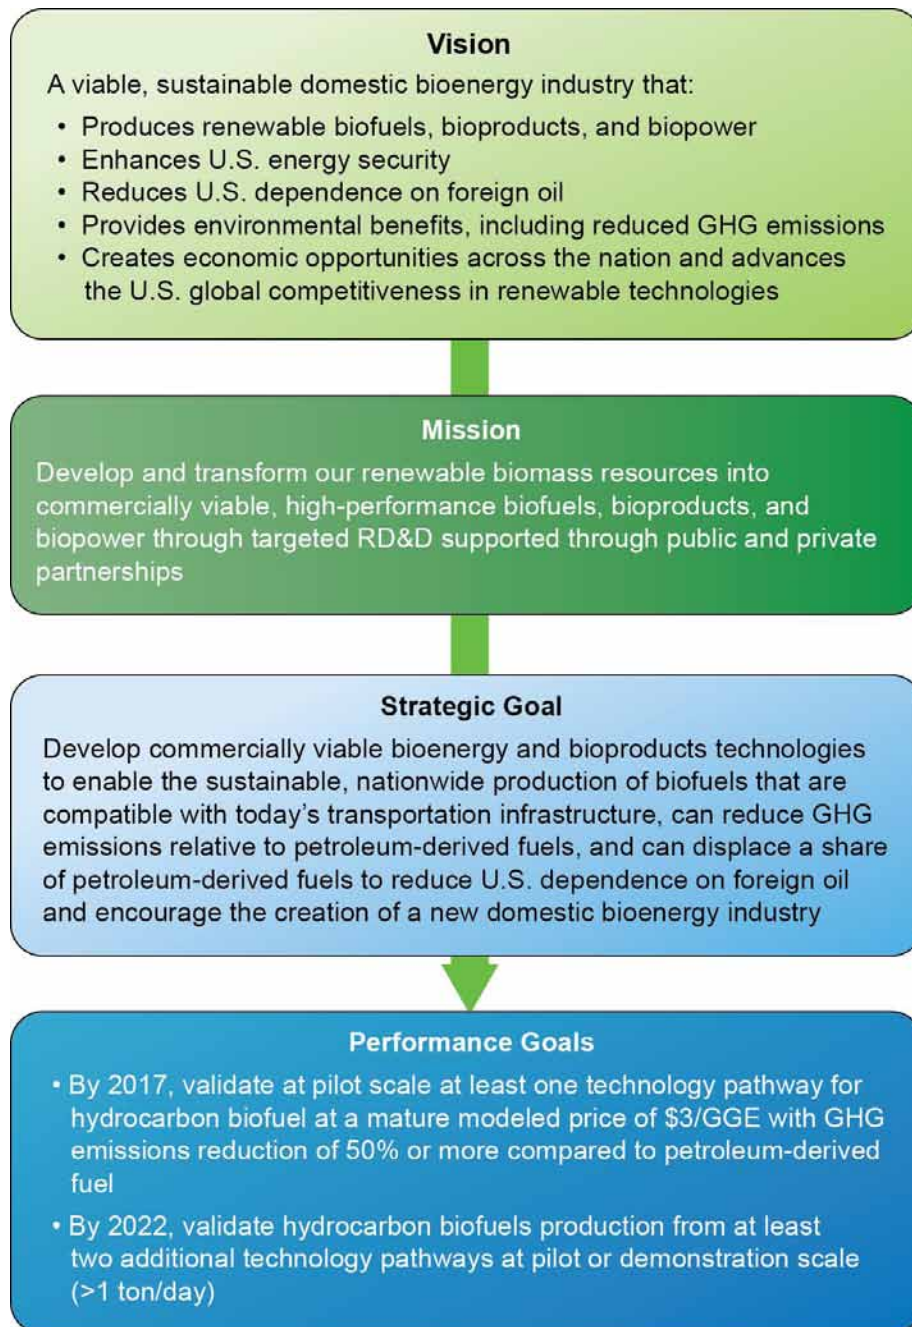 Vision
A viable, sustainable domestic bioenergy industry that:
• Produces renewable biofuels, bioproducts, and biopower
• Enhances U.S. energy security
• Reduces U.S. dependence on foreign oil
• Provides environmental benefits, including reduced GHG emissions
• Creates economic opportunities across the nation and advances
the U.S. global competitiveness in renewable technologies
Mission
Develop and transform our renewable biomass resources into
commercially viable, high-performance biofuels, bioproducts, and
biopower through targeted RD&D supported through public and private
partnerships
Strategic Goal
Develop commercially viable bioenergy and bioproducts technologies
to enable the sustainable, nationwide production of biofuels that are
compatible with today's transportation infrastructure, can reduce GHG
emissions relative to petroleum-derived fuels, and can displace a share
of petroleum-derived fuels to reduce U.S. dependence on foreign oil
and encourage the creation of a new domestic bioenergy industry
Performance Goals
• By 2017, validate at pilot scale at least one technology pathway for
hydrocarbon biofuel at a mature modeled price of $3/GGE with GHG
emissions reduction of 50% or more compared to petroleum-derived
fuel
• By 2022, validate hydrocarbon biofuels production from at least
two additional technology pathways at pilot or demonstration scale
(>1 ton/day)